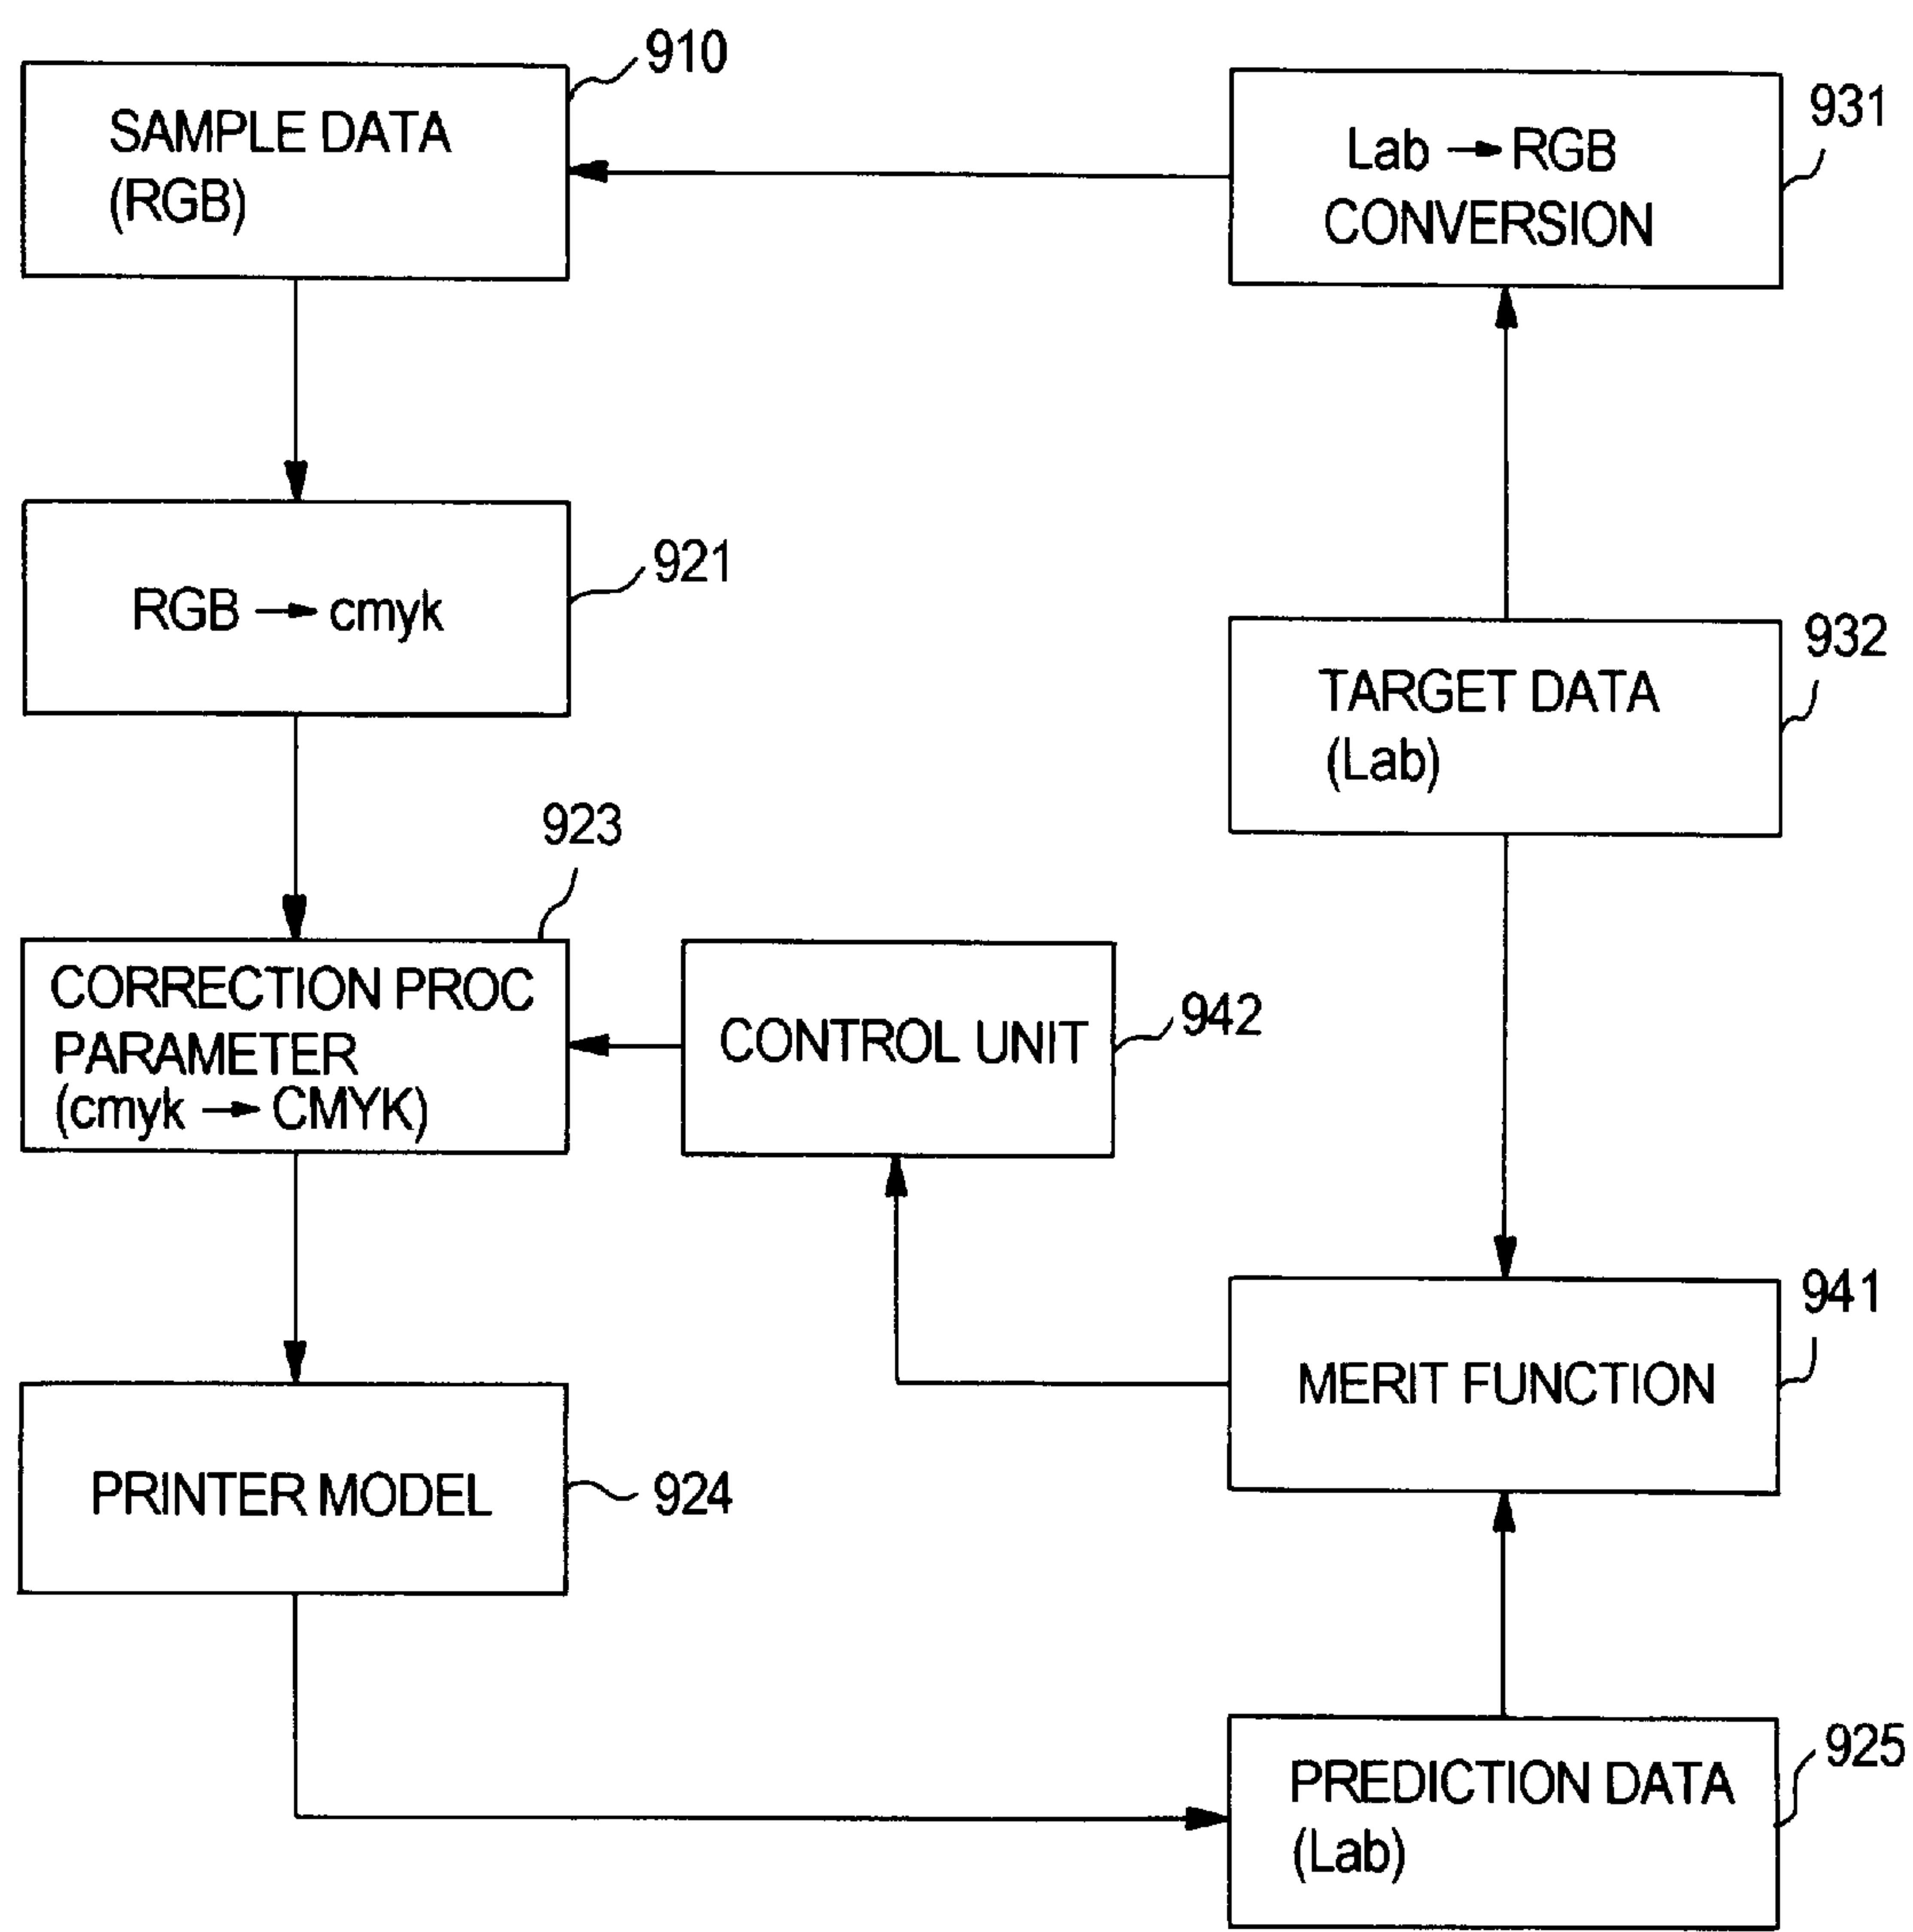 910
SAMPLE DATA
(RGB)
931
Lab → RGB
CONVERSION
921
RGB → cmyk
932
TARGET DATA
(Lab)
923
CORRECTION PROC
PARAMETER
(cmyk → CMYK)
CONTROL UNIT
942
941
MERIT FUNCTION
PRINTER MODEL
924
925
PREDICTION DATA
(Lab)